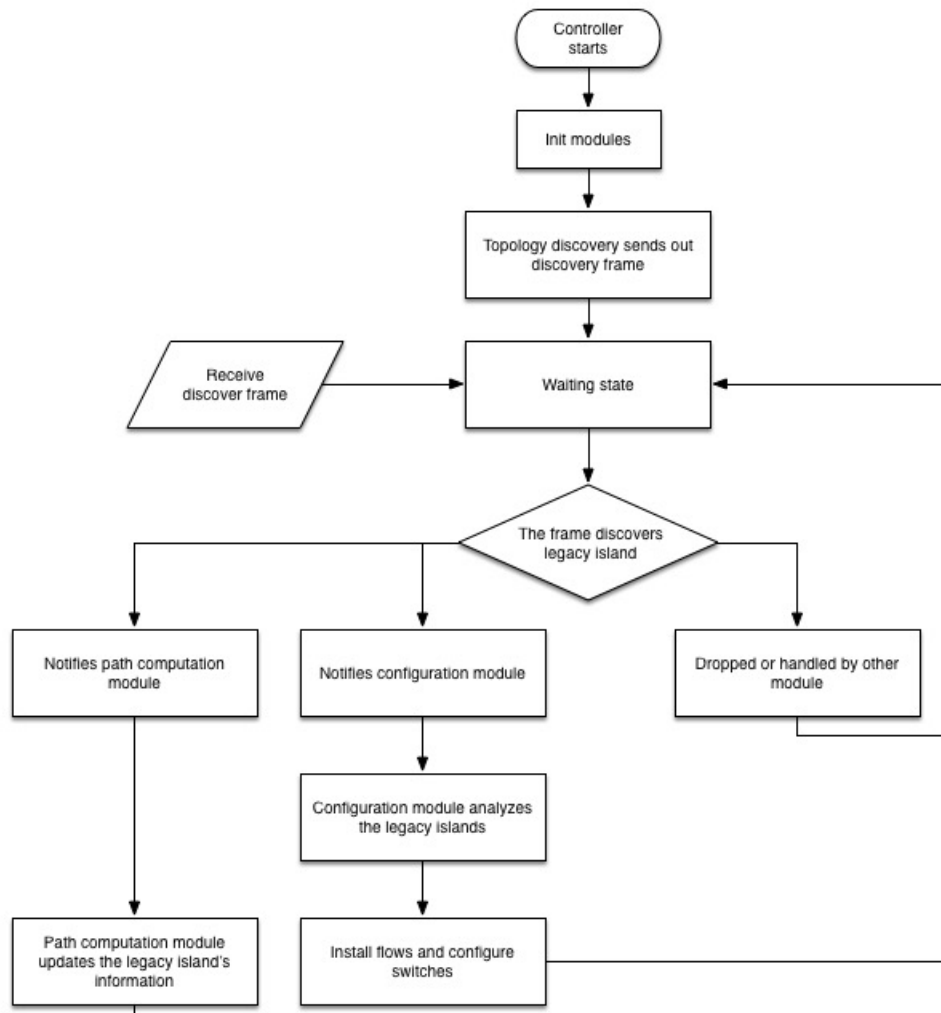 Controller
starts
Init modules
Topology discovery sends out
discovery frame
Receive
discover frame
Waiting state
The frame discovers
legacy island
Notifies path computation
module
Notifies configuration module
Dropped or handled by other
module
Configuration module analyzes
the legacy islands
Path computation module
updates the legacy island's
information
Install flows and configure
switches